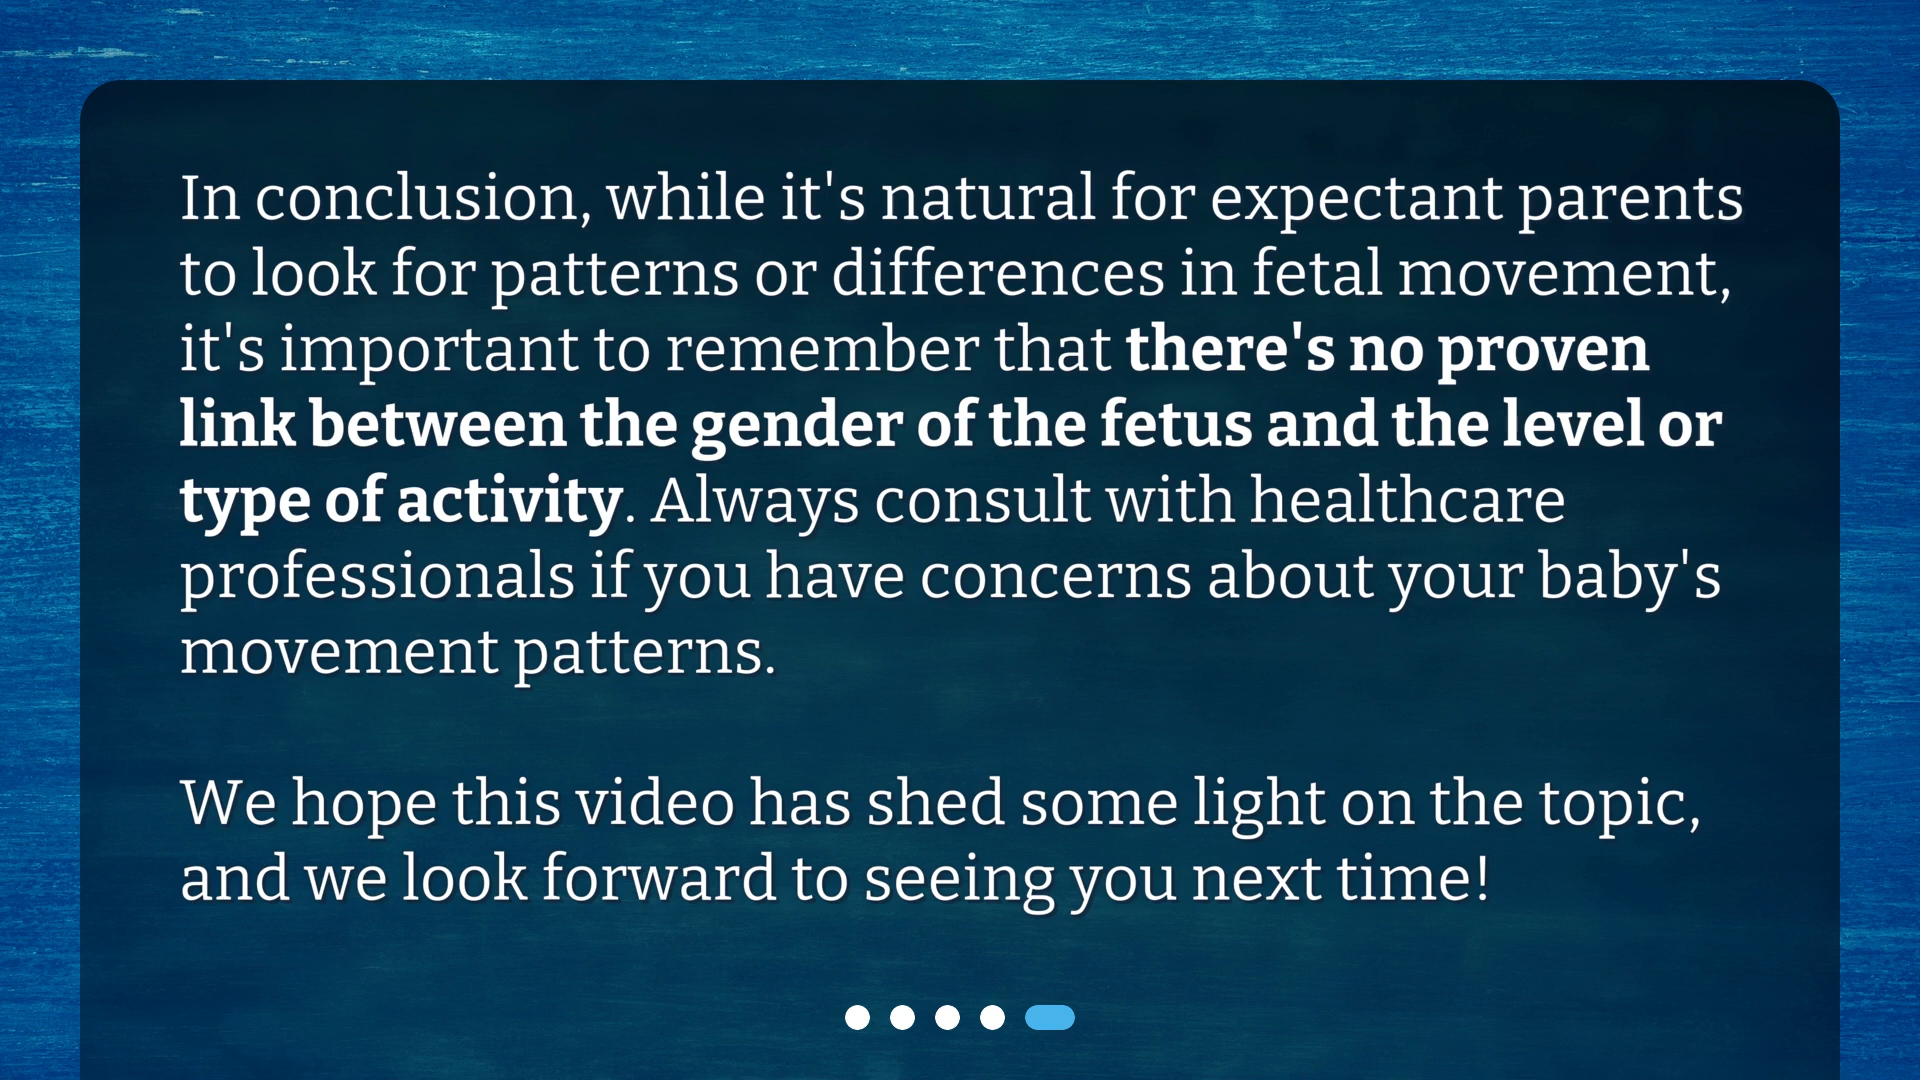 In conclusion, while it's natural for expectant parents
to look for patterns or differences in fetal movement,
it's important to remember that there's no proven
link between the gender of the fetus and the level or
type of activity. Always consult with healthcare
professionals if you have concerns about your baby's
movement patterns.
We hope this video has shed some light on the topic,
and we look forward to seeing you next time!